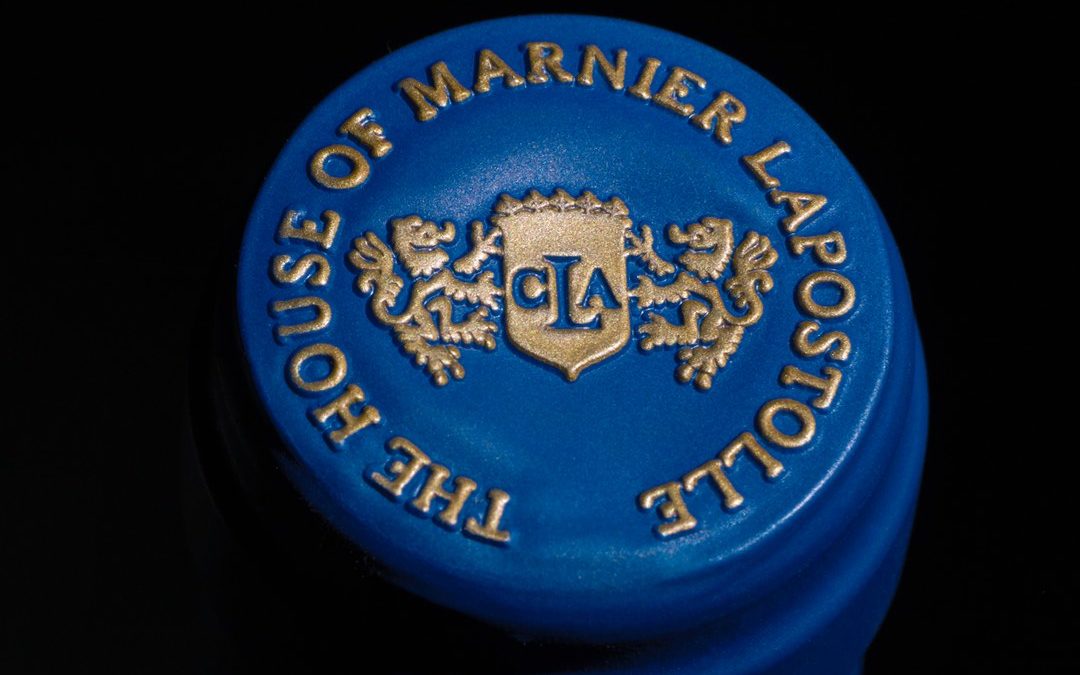 THE HOUSE OF MARNIER LAPOSTOLLE
CLA